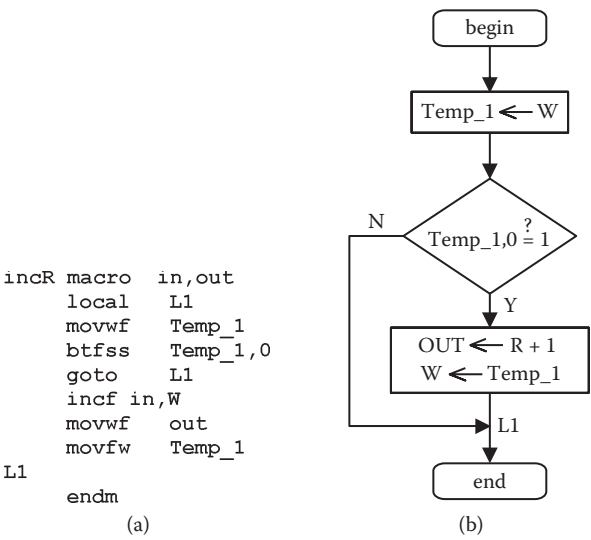 incR macro in,out
local L1
movwf Temp_1
btfss Temp_1,0
goto L1
incf in,W
movwf out
movfw Temp_1
L1
endm
(a)
begin
Temp_1 ← W
N
?
Temp_1,0 = 1
Y
OUT ← R + 1
W ← Temp_1
L1
end
(b)